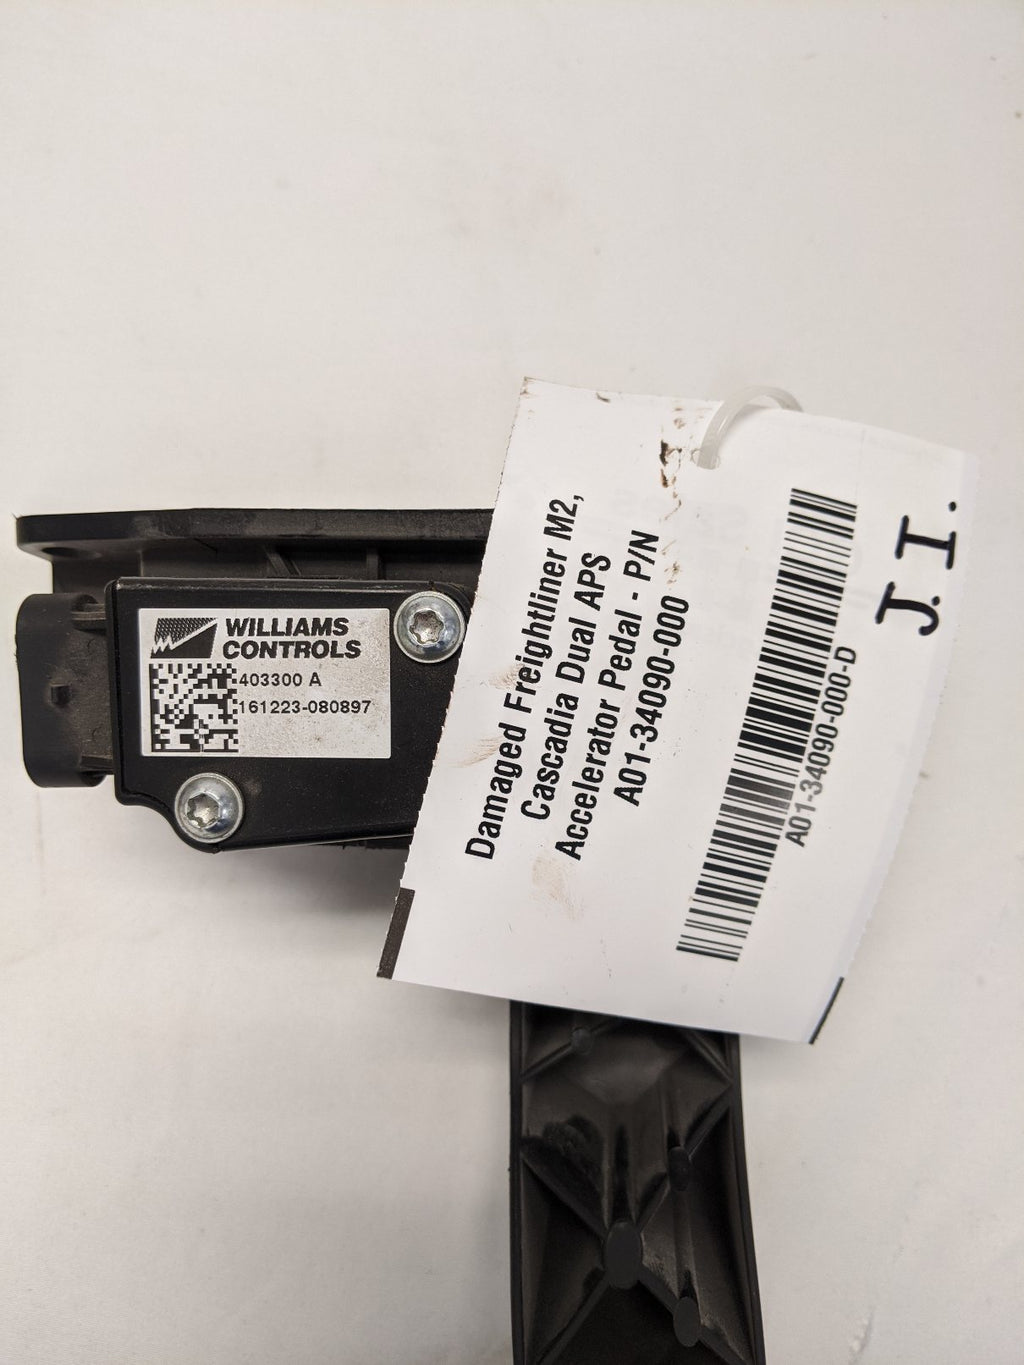 WILLIAMS
CONTROLS
403300 A
161223-080897
Damaged Freightliner M2,
Cascadia Dual APS
Accelerator Pedal - P/N
A01-34090-000
A01-34090-000-D
J.I.